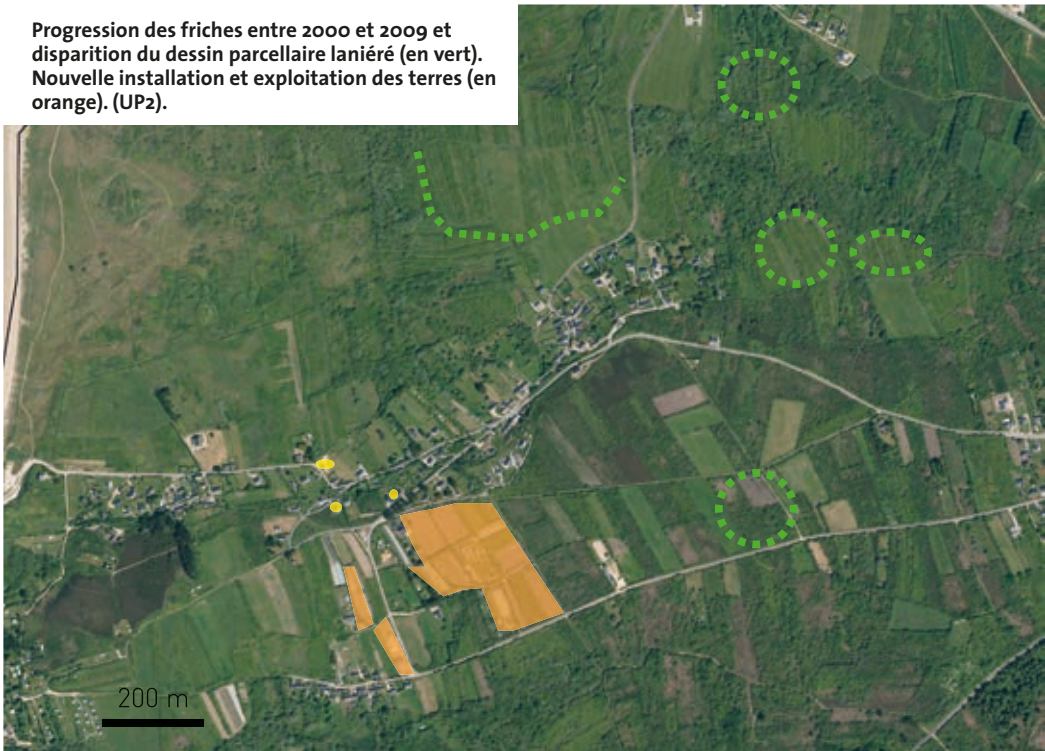 Progression des friches entre 2000 et 2009 et
disparition du dessin parcellaire laniéré (en vert).
Nouvelle installation et exploitation des terres (en
orange). (UP2).
200 m